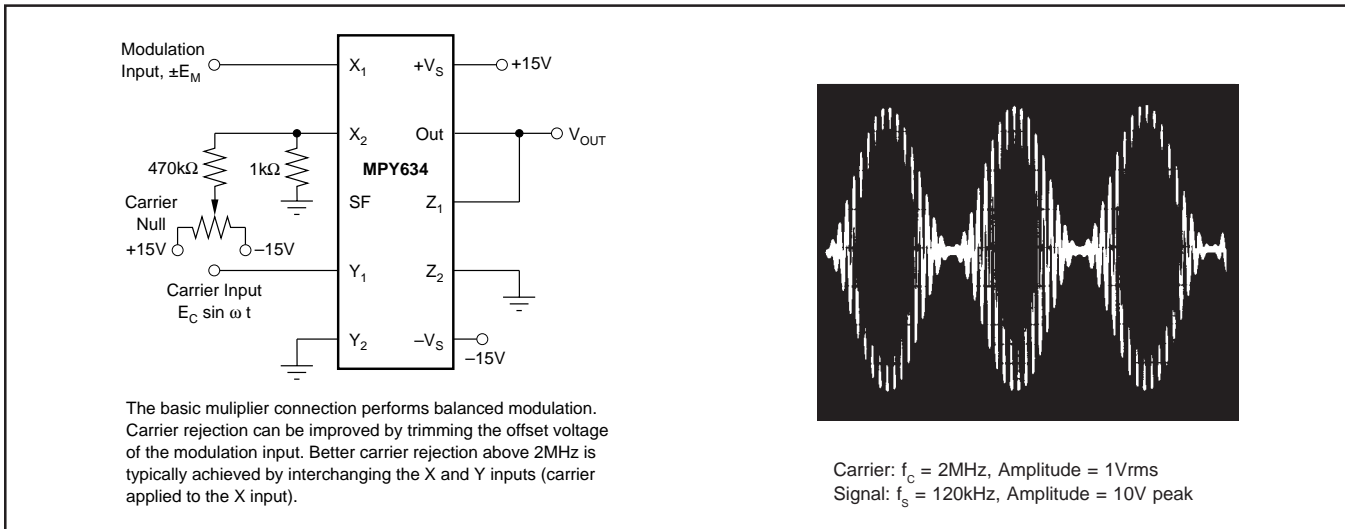 Modulation
Input, ±E_M
X_1
+V_S
+15V
X_2
Out
V_OUT
470kΩ
1kΩ
MPY634
SF
Z_1
Carrier
Null
+15V
–15V
Y_1
Z_2
Carrier Input
E_C sin ω t
Y_2
–V_S
–15V
The basic muliplier connection performs balanced modulation.
Carrier rejection can be improved by trimming the offset voltage
of the modulation input. Better carrier rejection above 2MHz is
typically achieved by interchanging the X and Y inputs (carrier
applied to the X input).
Carrier: f_C = 2MHz, Amplitude = 1Vrms
Signal: f_S = 120kHz, Amplitude = 10V peak